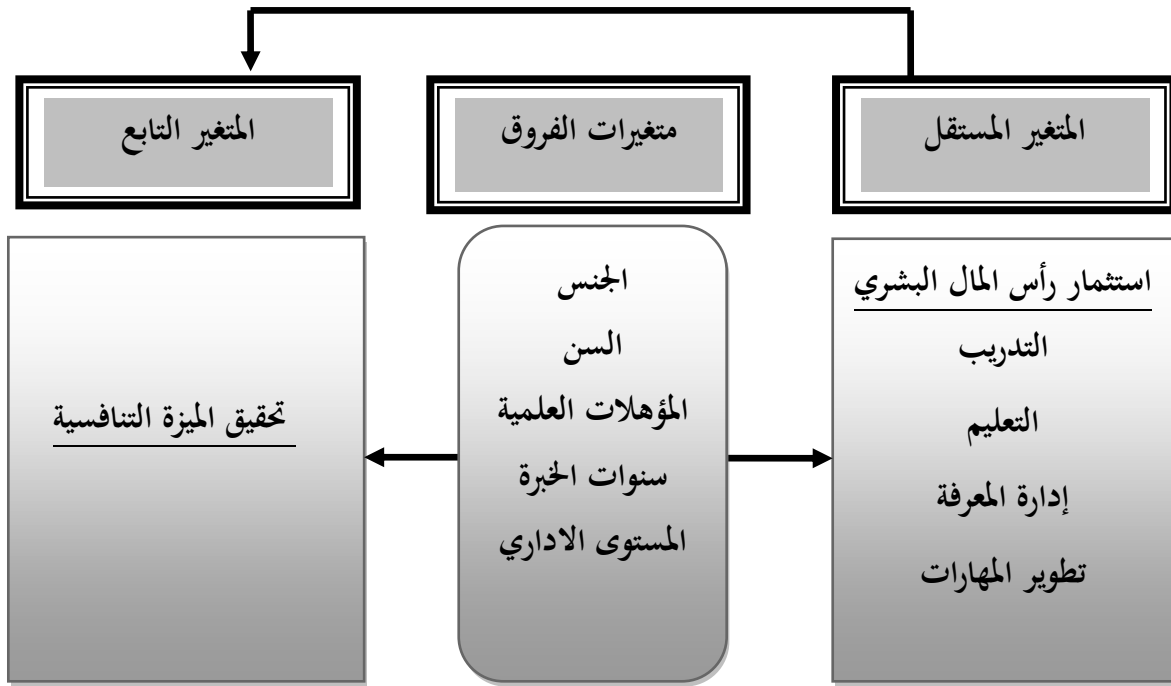 المتغير المستقل
متغيرات الفروق
المتغير التابع
استثمار رأس المال البشري
التدريب
التعليم
إدارة المعرفة
تطوير المهارات
الجنس
السن
المؤهلات العلمية
سنوات الخبرة
المستوى الاداري
تحقيق الميزة التنافسية